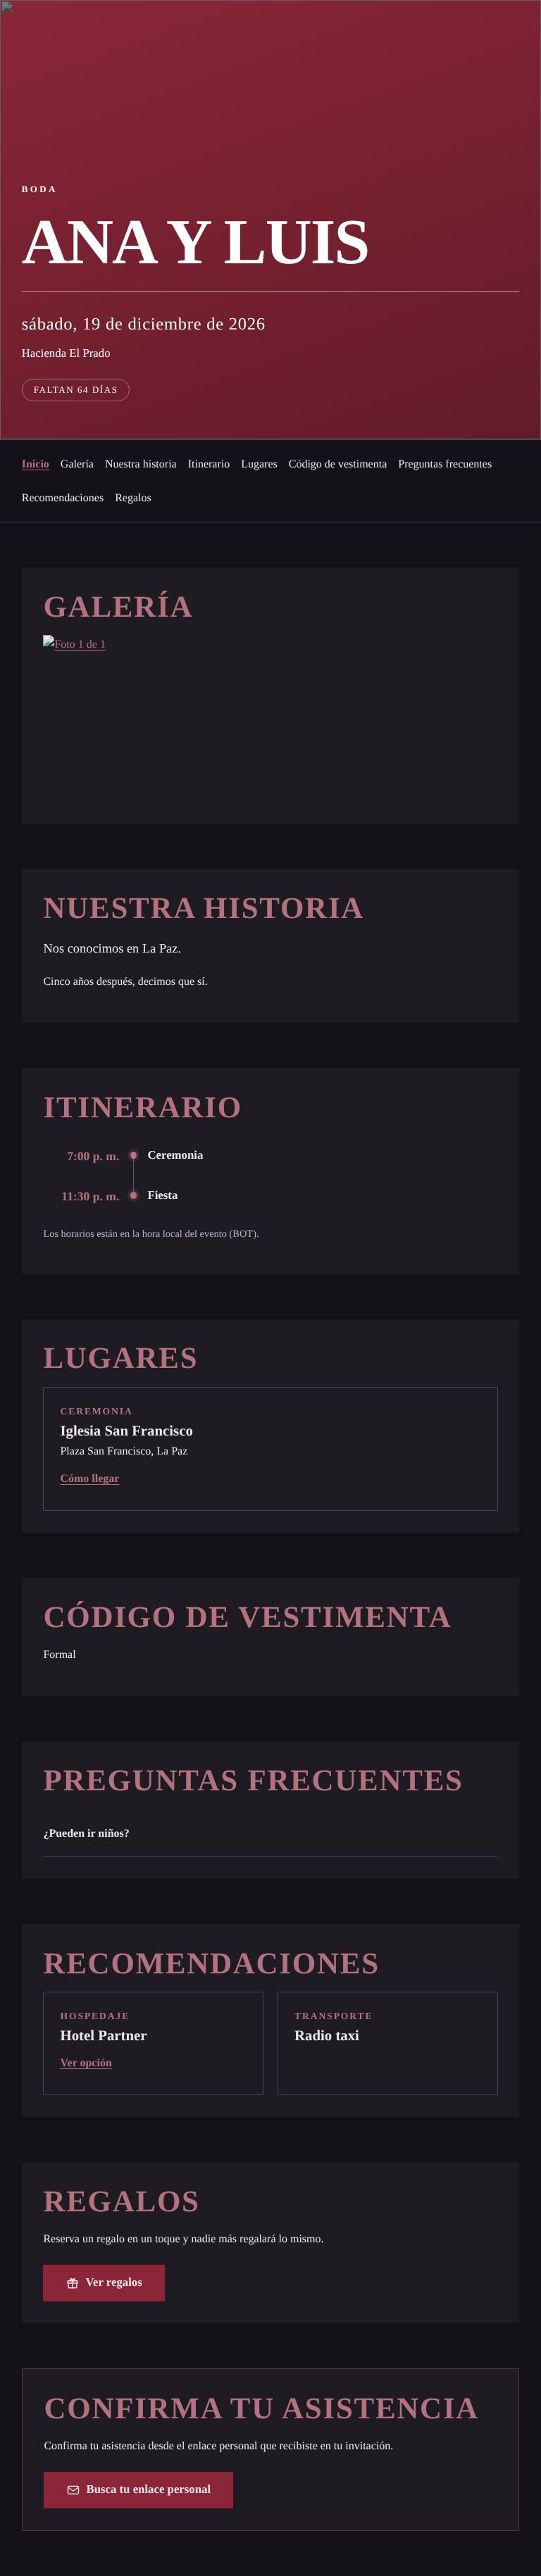 BODA
ANA Y LUIS
sábado, 19 de diciembre de 2026
Hacienda El Prado
FALTAN 64 DÍAS
Inicio Galería Nuestra historia Itinerario Lugares Código de vestimenta Preguntas frecuentes
Recomendaciones Regalos
GALERÍA
Foto 1 de 1
NUESTRA HISTORIA
Nos conocimos en La Paz.
Cinco años después, decimos que sí.
ITINERARIO
7:00 p. m. Ceremonia
11:30 p. m. Fiesta
Los horarios están en la hora local del evento (BOT).
LUGARES
CEREMONIA
Iglesia San Francisco
Plaza San Francisco, La Paz
Cómo llegar
CÓDIGO DE VESTIMENTA
Formal
PREGUNTAS FRECUENTES
¿Pueden ir niños?
RECOMENDACIONES
HOSPEDAJE
Hotel Partner
Ver opción
TRANSPORTE
Radio taxi
REGALOS
Reserva un regalo en un toque y nadie más regalará lo mismo.
Ver regalos
CONFIRMA TU ASISTENCIA
Confirma tu asistencia desde el enlace personal que recibiste en tu invitación.
Busca tu enlace personal